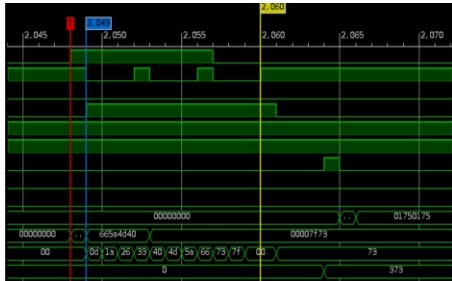 T 2,049 2,060
2,045 2,050 2,055 2,060 2,065 2,070
00000000 .. 01750175
00000000 .. 665a4d40 00007f73
00 0d 1a 26 33 40 4d 5a 66 73 7f 00 73
0 373